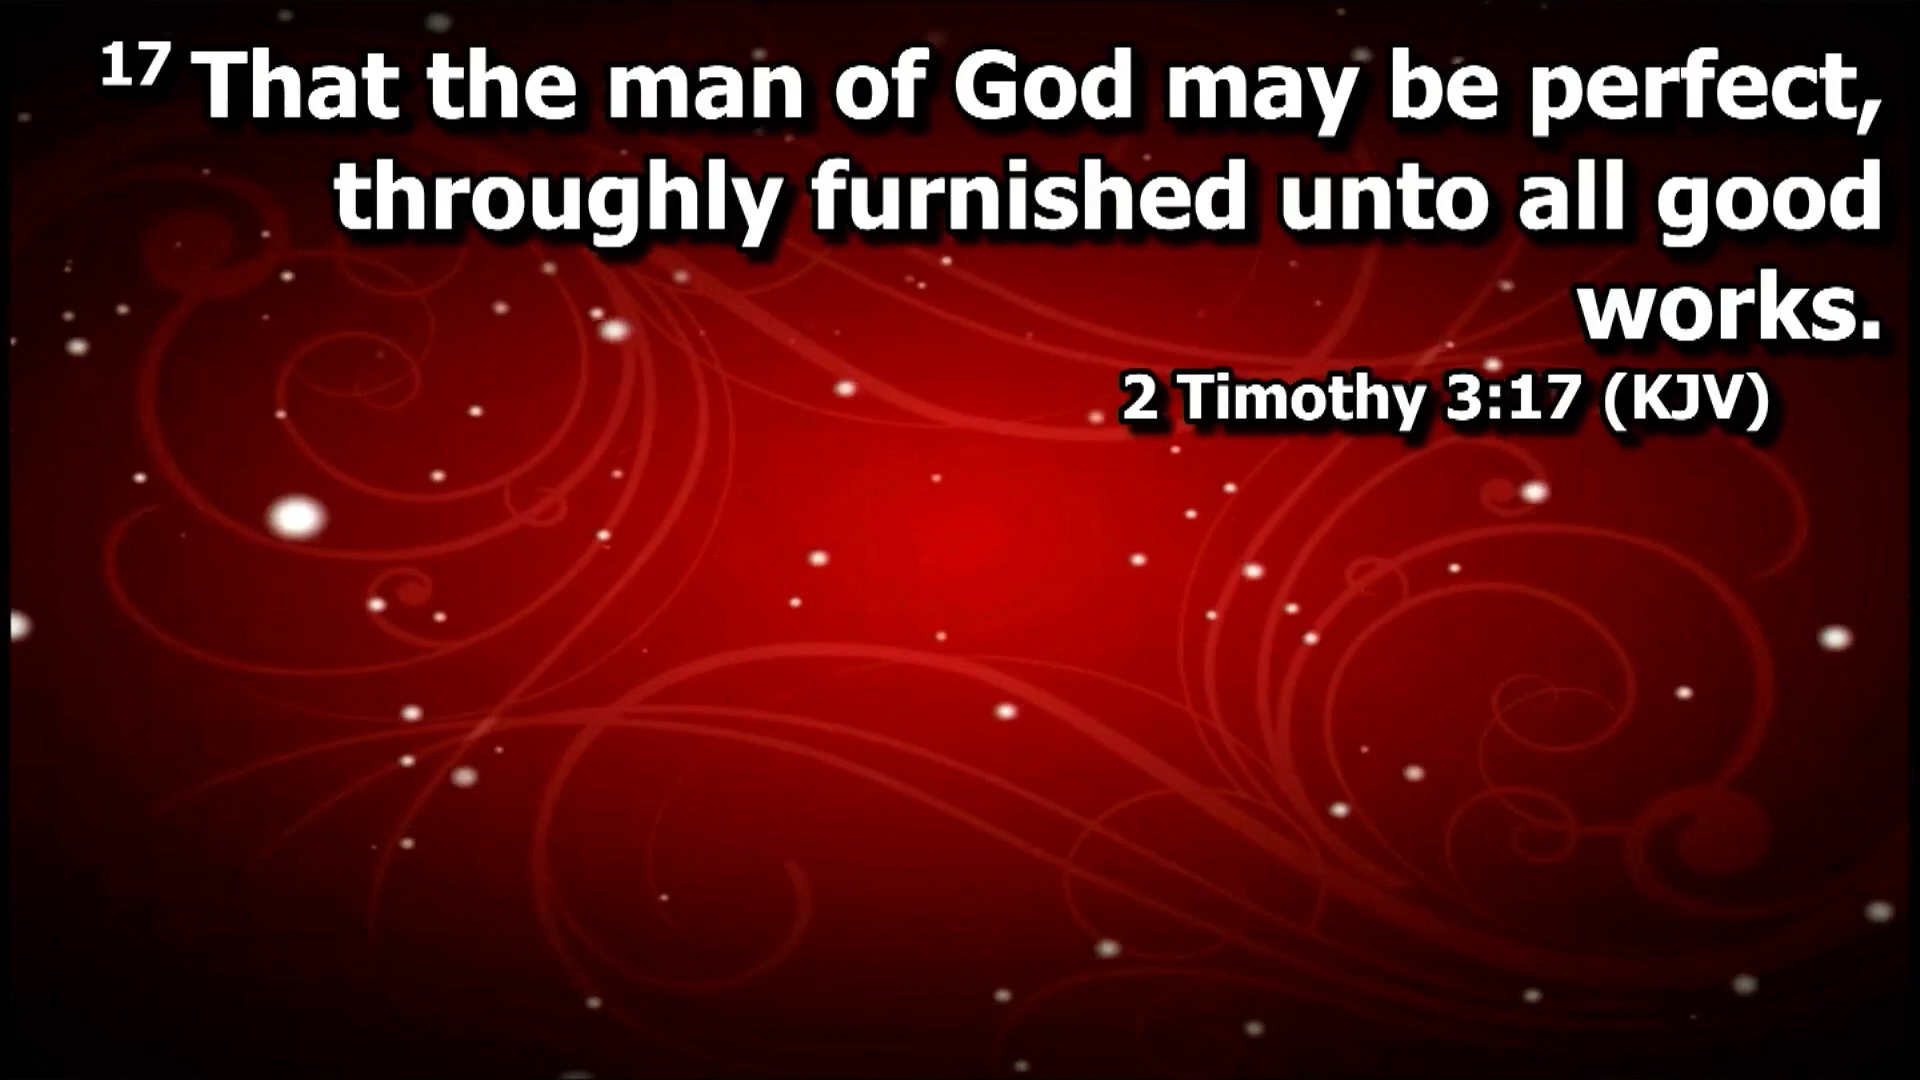 17 That the man of God may be perfect,
throughly furnished unto all good
works.
2 Timothy 3:17 (KJV)